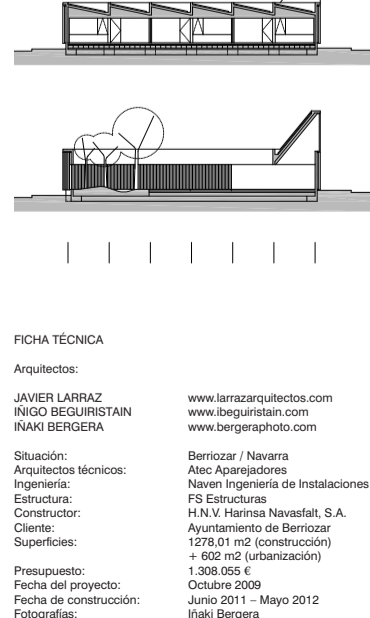 FICHA TÉCNICA
Arquitectos:
JAVIER LARRAZ www.larrazarquitectos.com
IÑIGO BEGUIRISTAIN www.ibeguiristain.com
IÑAKI BERGERA www.bergeraphoto.com
Situación: Berriozar / Navarra
Arquitectos técnicos: Atec Aparejadores
Ingeniería: Naven Ingeniería de Instalaciones
Estructura: FS Estructuras
Constructor: H.N.V. Harinsa Navasfalt, S.A.
Cliente: Ayuntamiento de Berriozar
Superficies: 1278,01 m2 (construcción)
+ 602 m2 (urbanización)
Presupuesto: 1.308.055 €
Fecha del proyecto: Octubre 2009
Fecha de construcción: Junio 2011 – Mayo 2012
Fotografías: Iñaki Bergera